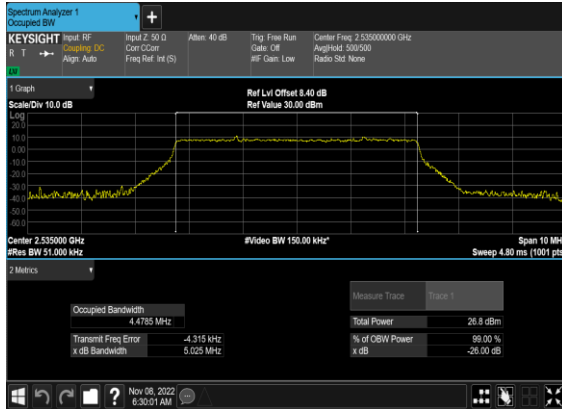 Spectrum Analyzer 1
Occupied BW
KEYSIGHT Input: RF Input Z: 50 Ω Atten: 40 dB Trig: Free Run Center Freq: 2.535000000 GHz
R T Coupling: DC Corr CCorr Gate: Off Avg|Hold: 500/500
Align: Auto Freq Ref: Int (S) #IF Gain: Low Radio Std: None
LU
1 Graph Ref Lvl Offset 8.40 dB
Scale/Div 10.0 dB Ref Value 30.00 dBm
Log
20.0
10.0
0.00
-10.0
-20.0
-30.0
-40.0
-50.0
-60.0
Center 2.535000 GHz #Video BW 150.00 kHz* Span 10 MH
#Res BW 51.000 kHz Sweep 4.80 ms (1001 pts
2 Metrics
Measure Trace Trace 1
Occupied Bandwidth
4.4785 MHz Total Power 26.8 dBm
Transmit Freq Error -4.315 kHz % of OBW Power 99.00 %
x dB Bandwidth 5.025 MHz x dB -26.00 dB
Nov 08, 2022
6:30:01 AM